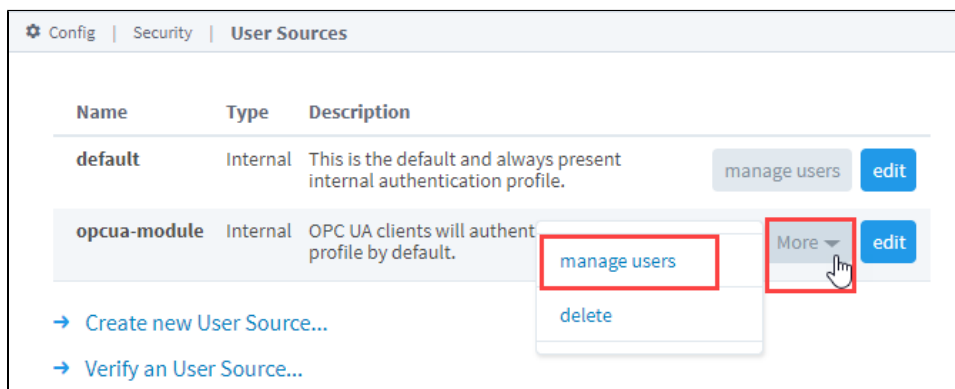 Config | Security | User Sources
Name Type Description
default Internal This is the default and always present
internal authentication profile.
manage users edit
opcua-module Internal OPC UA clients will authent
profile by default.
More edit
manage users
delete
Create new User Source...
Verify an User Source...